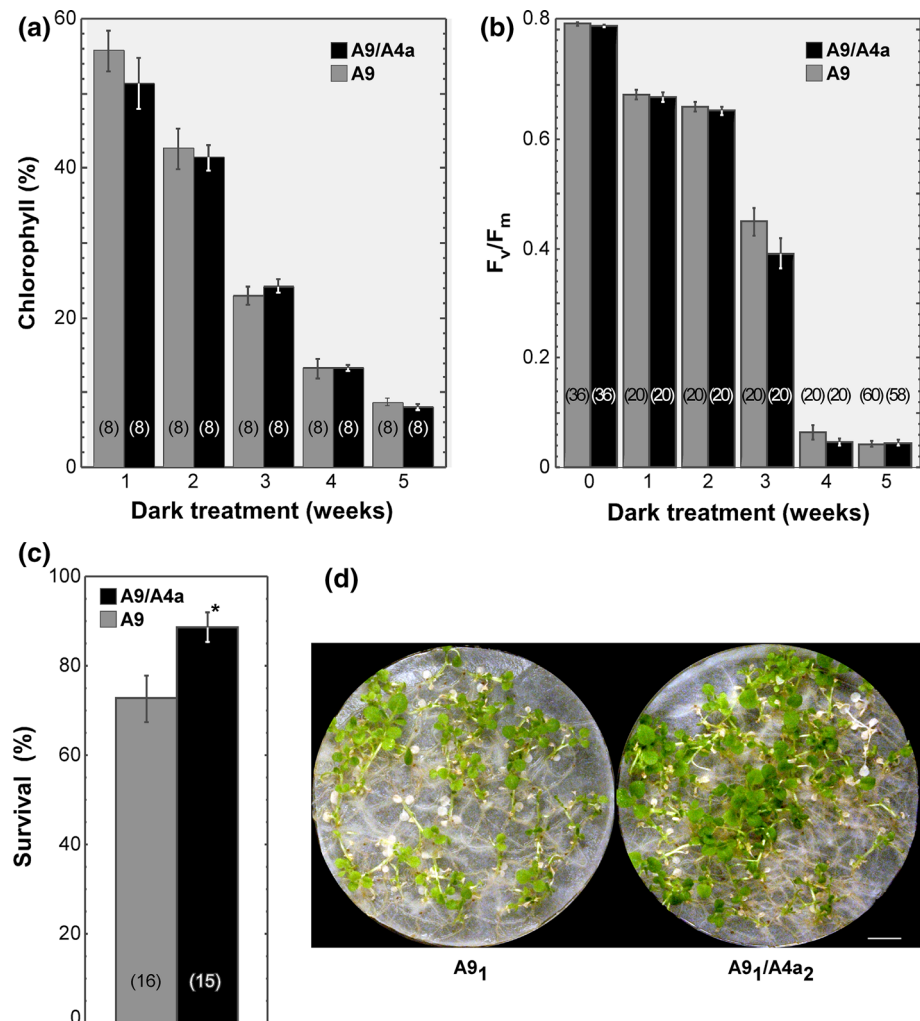 (a)
60
40
20
0
Chlorophyll (%)
A9/A4a
A9
(8) (8) (8) (8) (8) (8) (8) (8) (8) (8)
1 2 3 4 5
Dark treatment (weeks)
(b)
0.8
0.6
0.4
0.2
0
Fv/Fm
A9/A4a
A9
(36) (36) (20) (20) (20) (20) (20) (20) (20) (20) (60) (58)
0 1 2 3 4 5
Dark treatment (weeks)
(c)
100
80
60
40
20
0
Survival (%)
A9/A4a
A9
*
(16) (15)
(d)
A9₁
A9₁/A4a₂